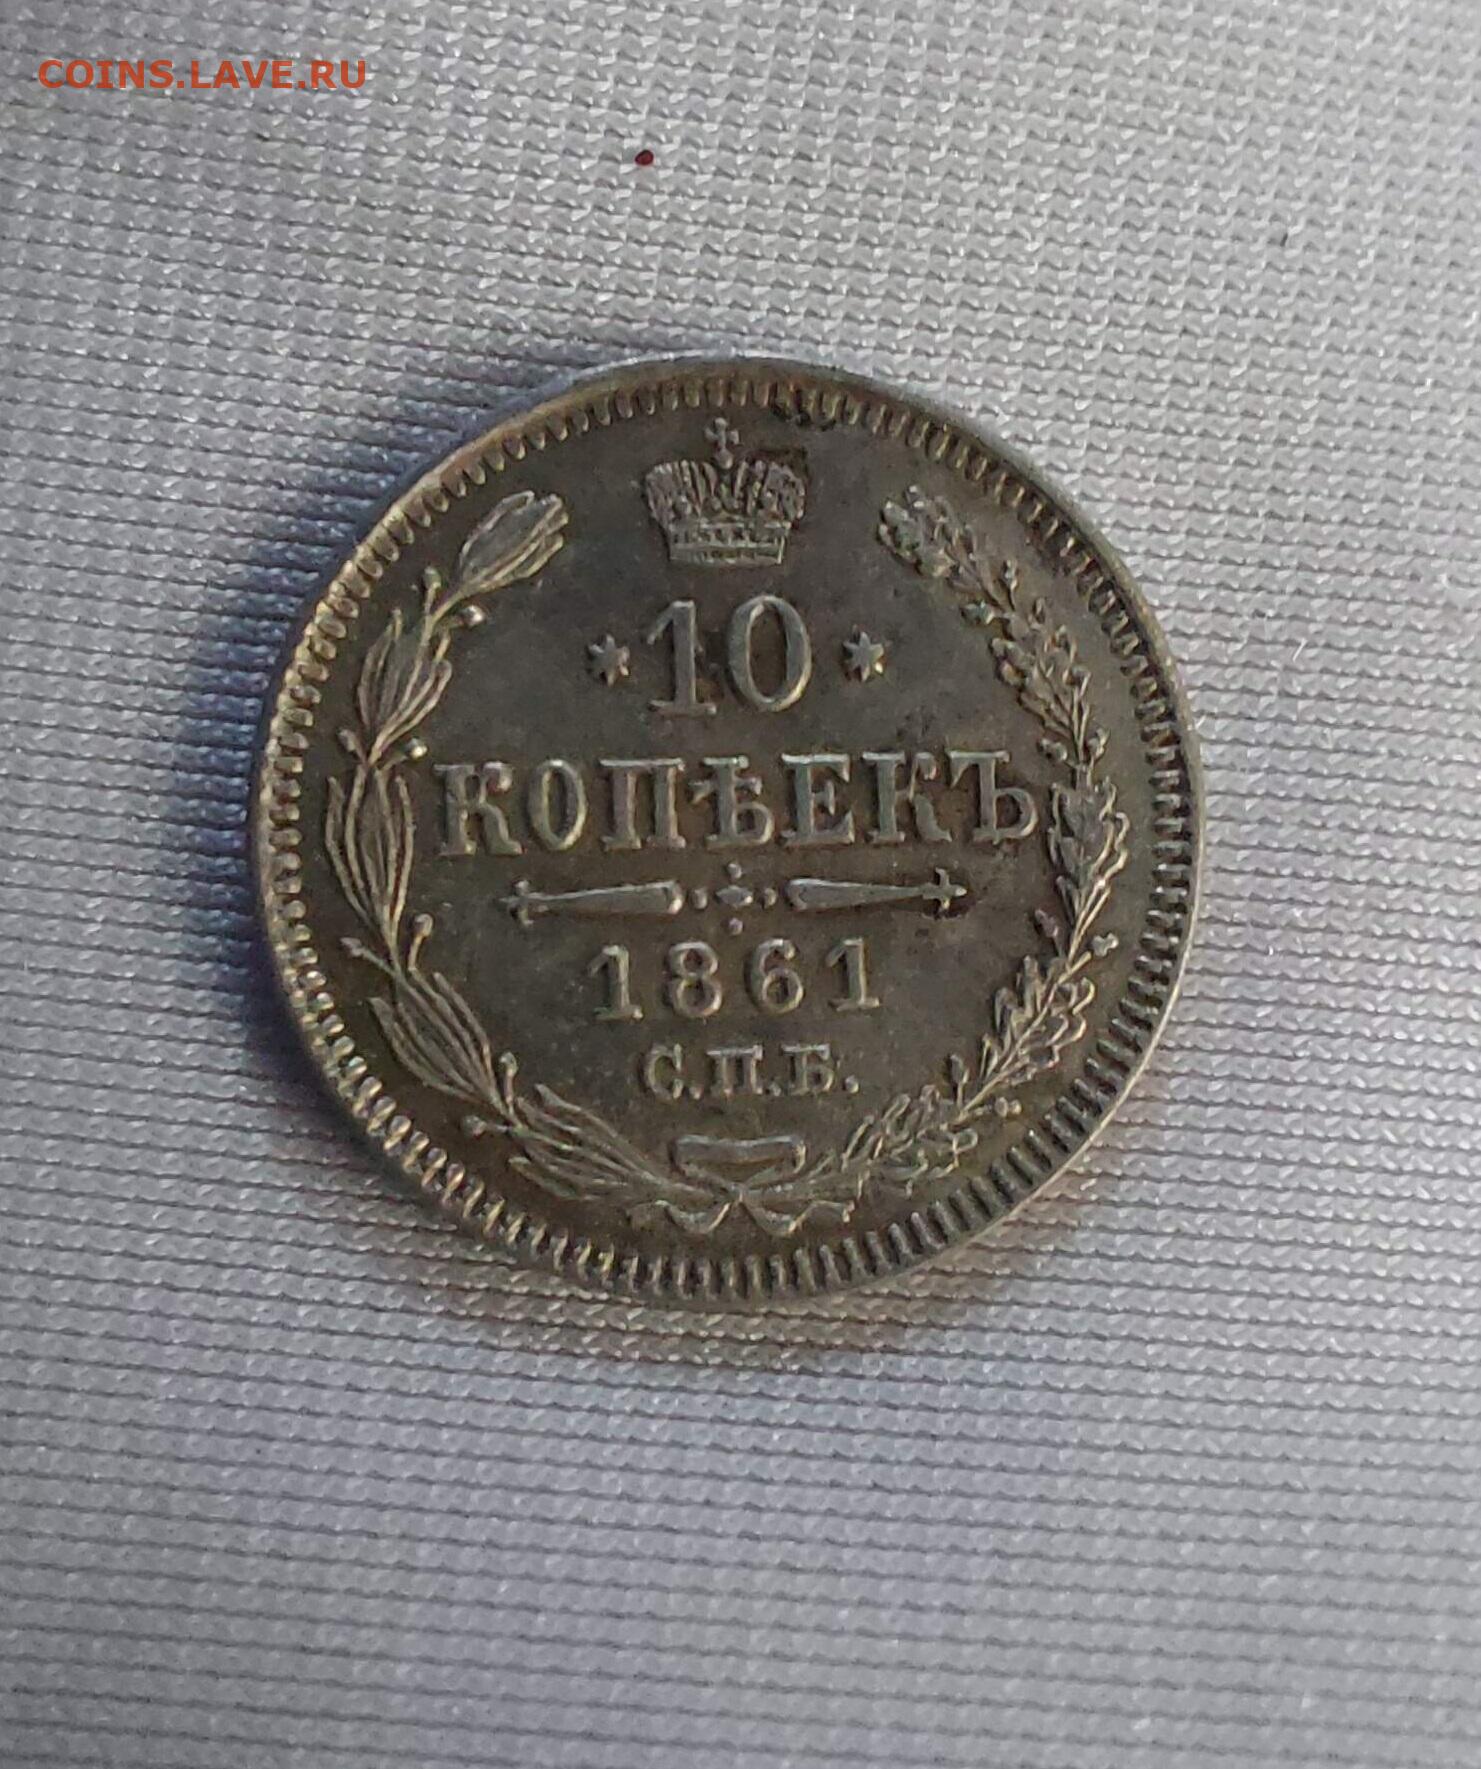 COINS.LAVE.RU
* 10 *
КОПѢЕКЪ
1861
С.П.Б.